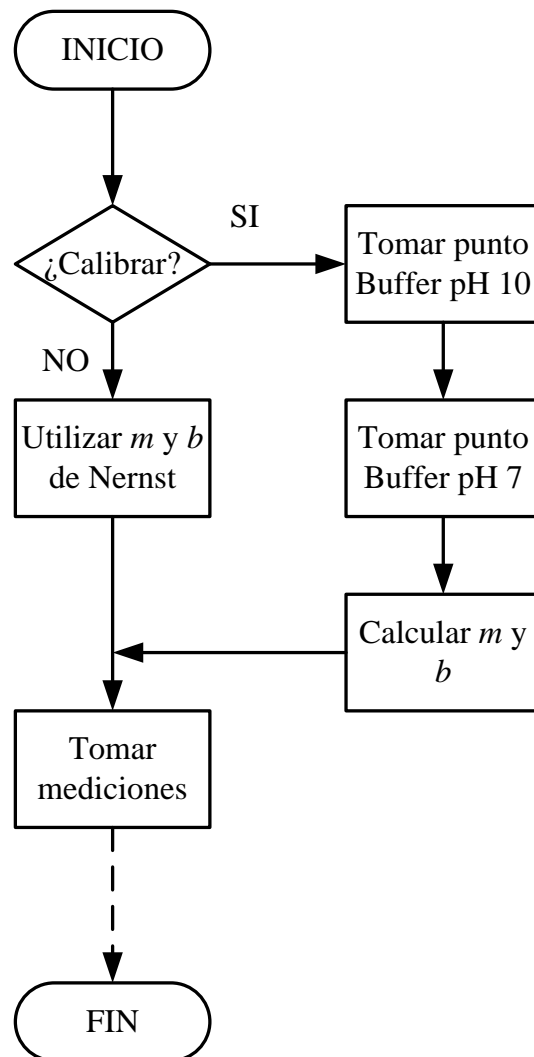 INICIO
¿Calibrar?
SI
Tomar punto
Buffer pH 10
NO
Utilizar m y b
de Nernst
Tomar punto
Buffer pH 7
Calcular m y
b
Tomar
mediciones
FIN